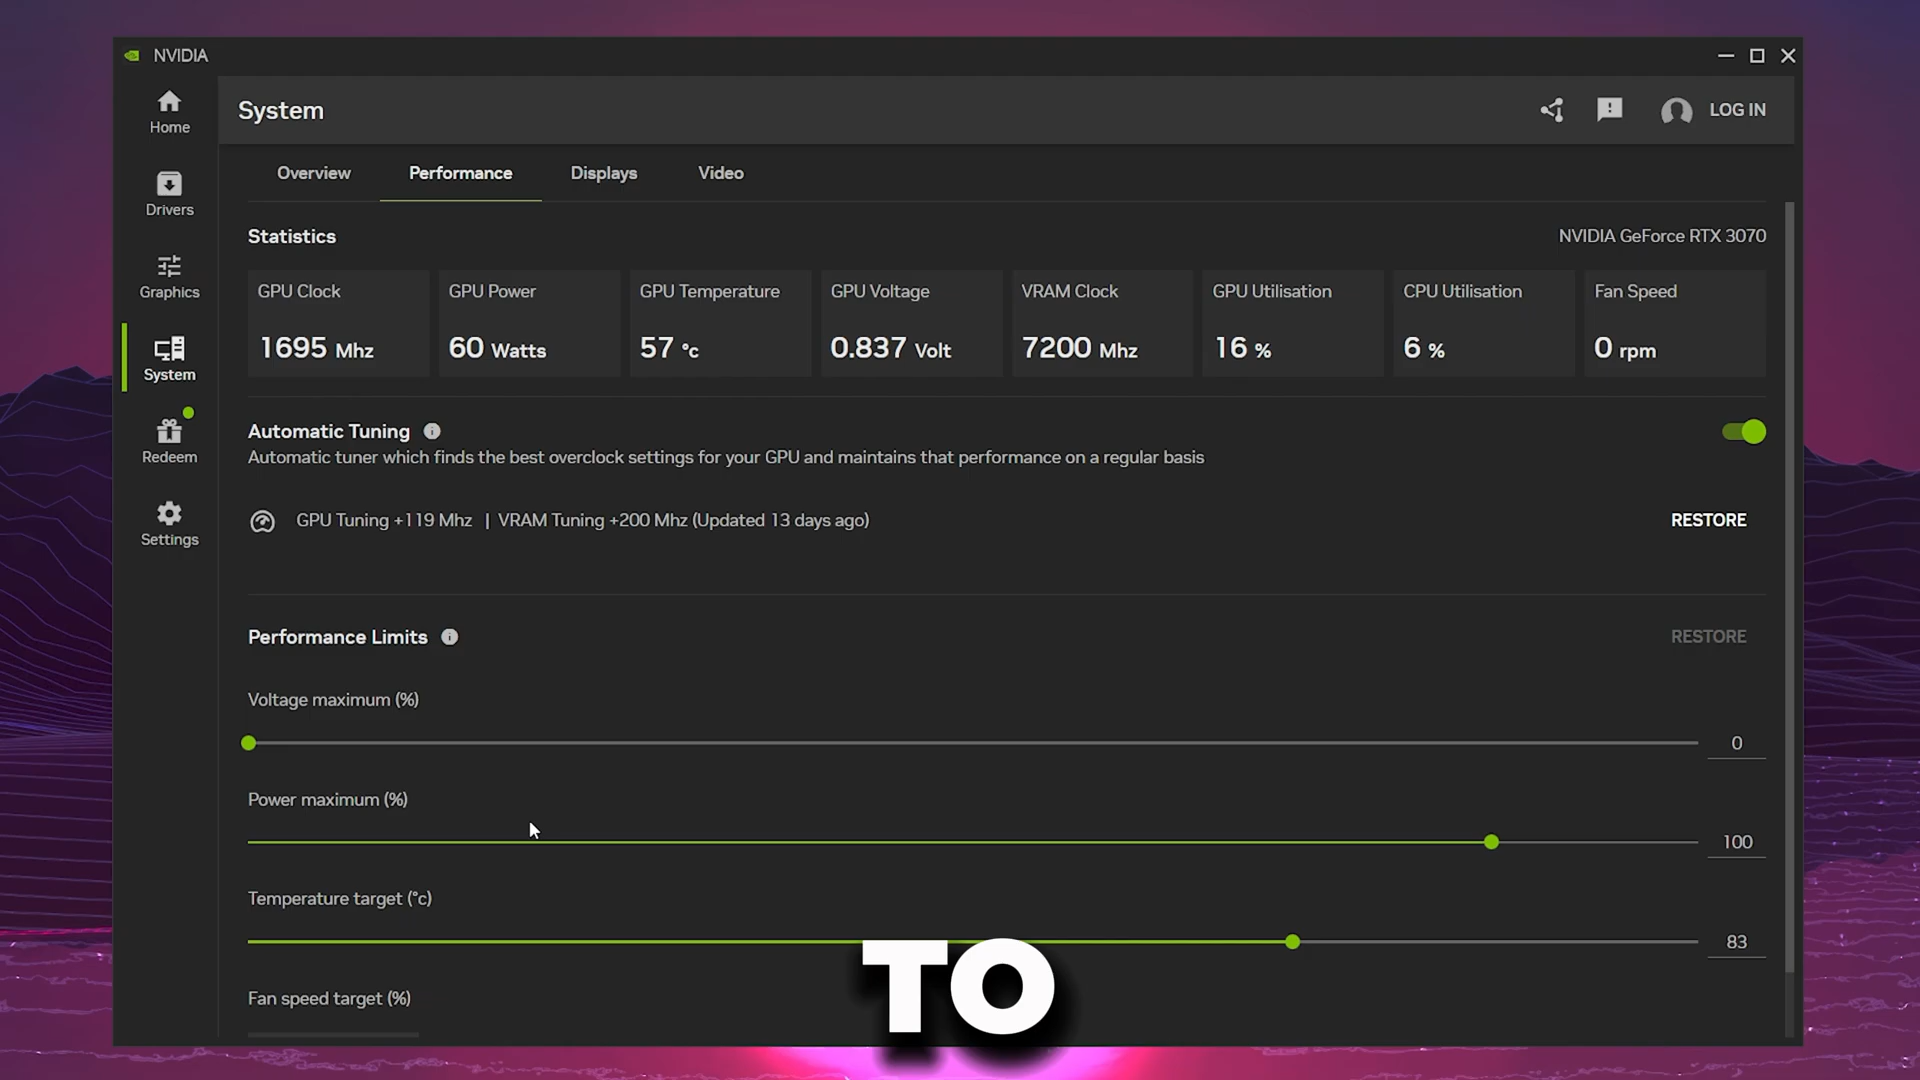 NVIDIA
Home
Drivers
Graphics
System
Redeem
Settings
System
LOG IN
Overview Performance Displays Video
Statistics
NVIDIA GeForce RTX 3070
GPU Clock
1695 Mhz
GPU Power
60 Watts
GPU Temperature
57 °c
GPU Voltage
0.837 Volt
VRAM Clock
7200 Mhz
GPU Utilisation
16 %
CPU Utilisation
6 %
Fan Speed
0 rpm
Automatic Tuning
Automatic tuner which finds the best overclock settings for your GPU and maintains that performance on a regular basis
GPU Tuning +119 Mhz | VRAM Tuning +200 Mhz (Updated 13 days ago)
RESTORE
Performance Limits
RESTORE
Voltage maximum (%)
0
Power maximum (%)
100
Temperature target (°c)
83
Fan speed target (%)
TO